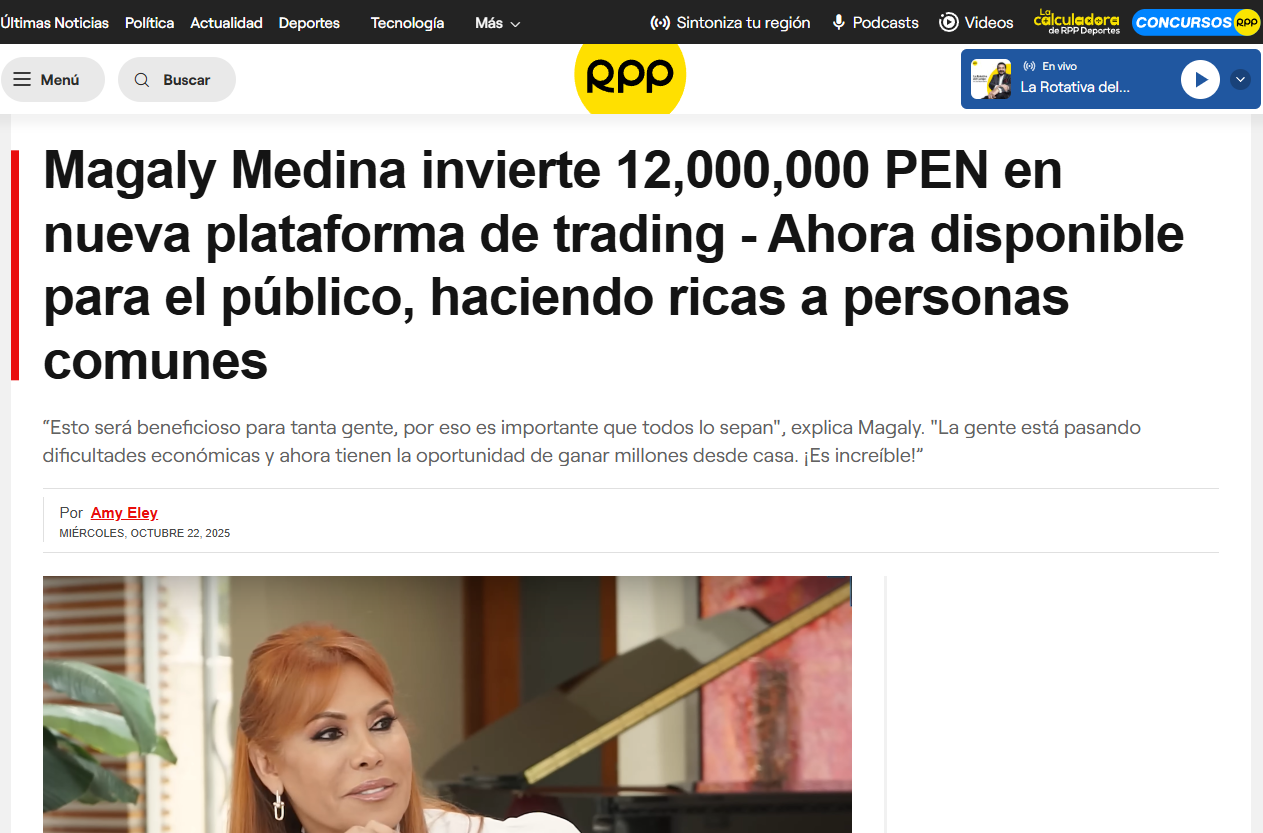 Últimas Noticias Política Actualidad Deportes Tecnología Más Sintoniza tu región Podcasts Videos La calculadora de RPP Deportes CONCURSOS RPP
Menú Buscar RPP En vivo
La Rotativa del...
Magaly Medina invierte 12,000,000 PEN en
nueva plataforma de trading - Ahora disponible
para el público, haciendo ricas a personas
comunes
"Esto será beneficioso para tanta gente, por eso es importante que todos lo sepan", explica Magaly. "La gente está pasando
dificultades económicas y ahora tienen la oportunidad de ganar millones desde casa. ¡Es increíble!"
Por Amy Eley
MIÉRCOLES, OCTUBRE 22, 2025